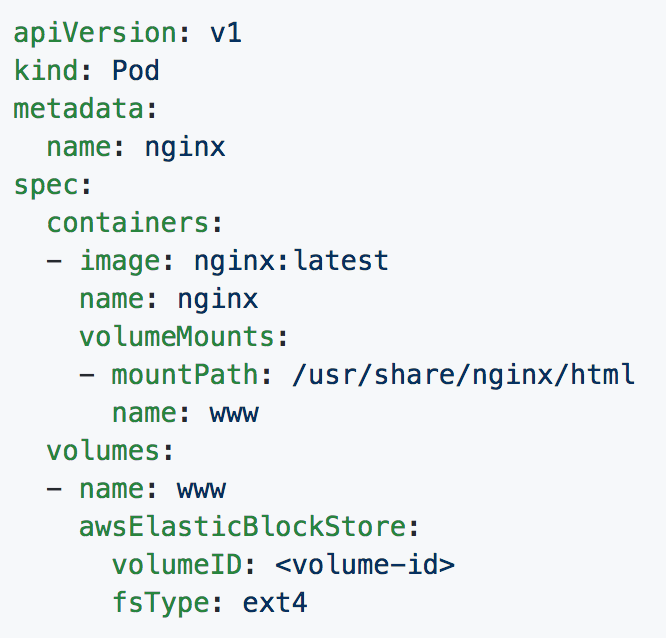 apiVersion: v1
kind: Pod
metadata:
  name: nginx
spec:
  containers:
  - image: nginx:latest
    name: nginx
    volumeMounts:
    - mountPath: /usr/share/nginx/html
      name: www
  volumes:
  - name: www
    awsElasticBlockStore:
      volumeID: <volume-id>
      fsType: ext4